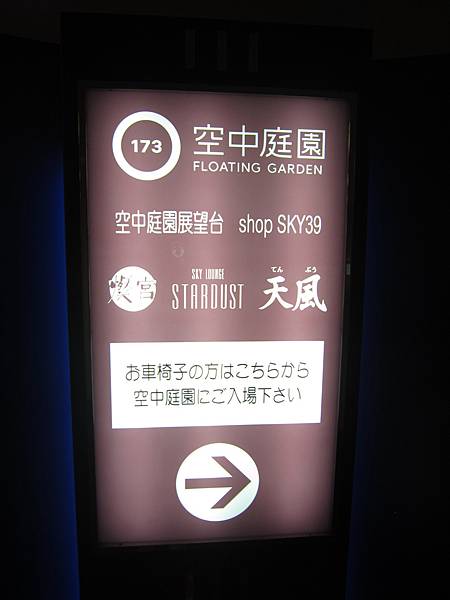 173 空中庭園
FLOATING GARDEN
空中庭園展望台 shop SKY39
宮
SKY LOUNGE
STARDUST
てん ぷう
天風
お車椅子の方はこちらから
空中庭園にご入場下さい